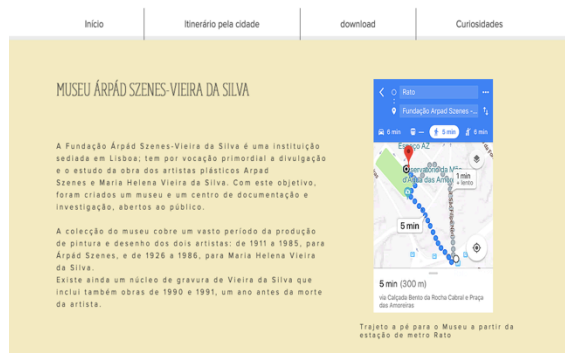 Início
Itinerário pela cidade
download
Curiosidades
MUSEU ÁRPÁD SZENES-VIEIRA DA SILVA
A Fundação Árpád Szenes-Vieira da Silva é uma instituição
sediada em Lisboa; tem por vocação primordial a divulgação
e o estudo da obra dos artistas plásticos Arpad
Szenes e Maria Helena Vieira da Silva. Com este objetivo,
foram criados um museu e um centro de documentação e
investigação, abertos ao público.
A colecção do museu cobre um vasto período da produção
de pintura e desenho dos dois artistas: de 1911 a 1985, para
Árpád Szenes, e de 1926 a 1986, para Maria Helena Vieira
da Silva.
Existe ainda um núcleo de gravura de Vieira da Silva que
inclui também obras de 1990 e 1991, um ano antes da morte
da artista.
Rato
Fundação Arpad Szenes -...
6 min
5 min
6 min
Espaço AZ
1 min
+ lento
5 min
5 min (300 m)
via Calçada Bento da Rocha Cabral e Praça
das Amoreiras
Trajeto a pé para o Museu a partir da
estação de metro Rato